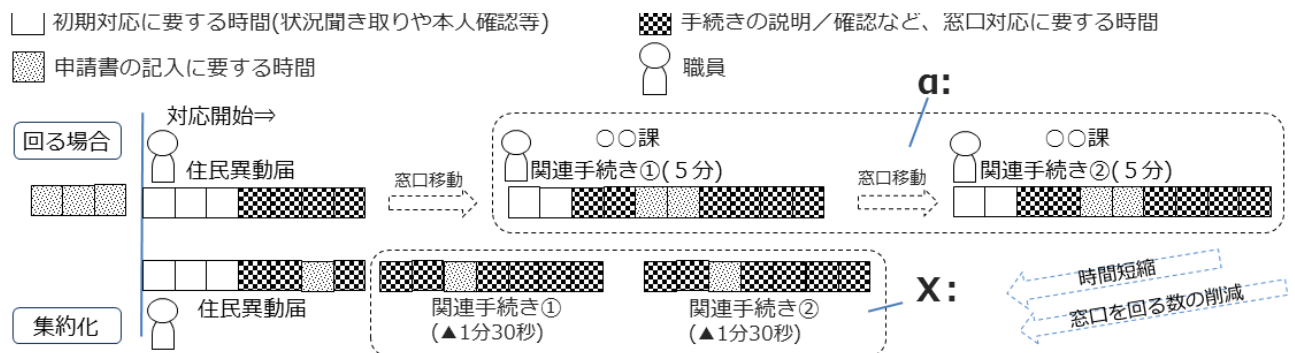 初期対応に要する時間(状況聞き取りや本人確認等)
手続きの説明／確認など、窓口対応に要する時間
申請書の記入に要する時間
職員
α:
対応開始⇒
回る場合
住民異動届
窓口移動
○○課
関連手続き①(５分)
窓口移動
○○課
関連手続き②(５分)
集約化
住民異動届
関連手続き①
(▲1分30秒)
関連手続き②
(▲1分30秒)
X:
時間短縮
窓口を回る数の削減